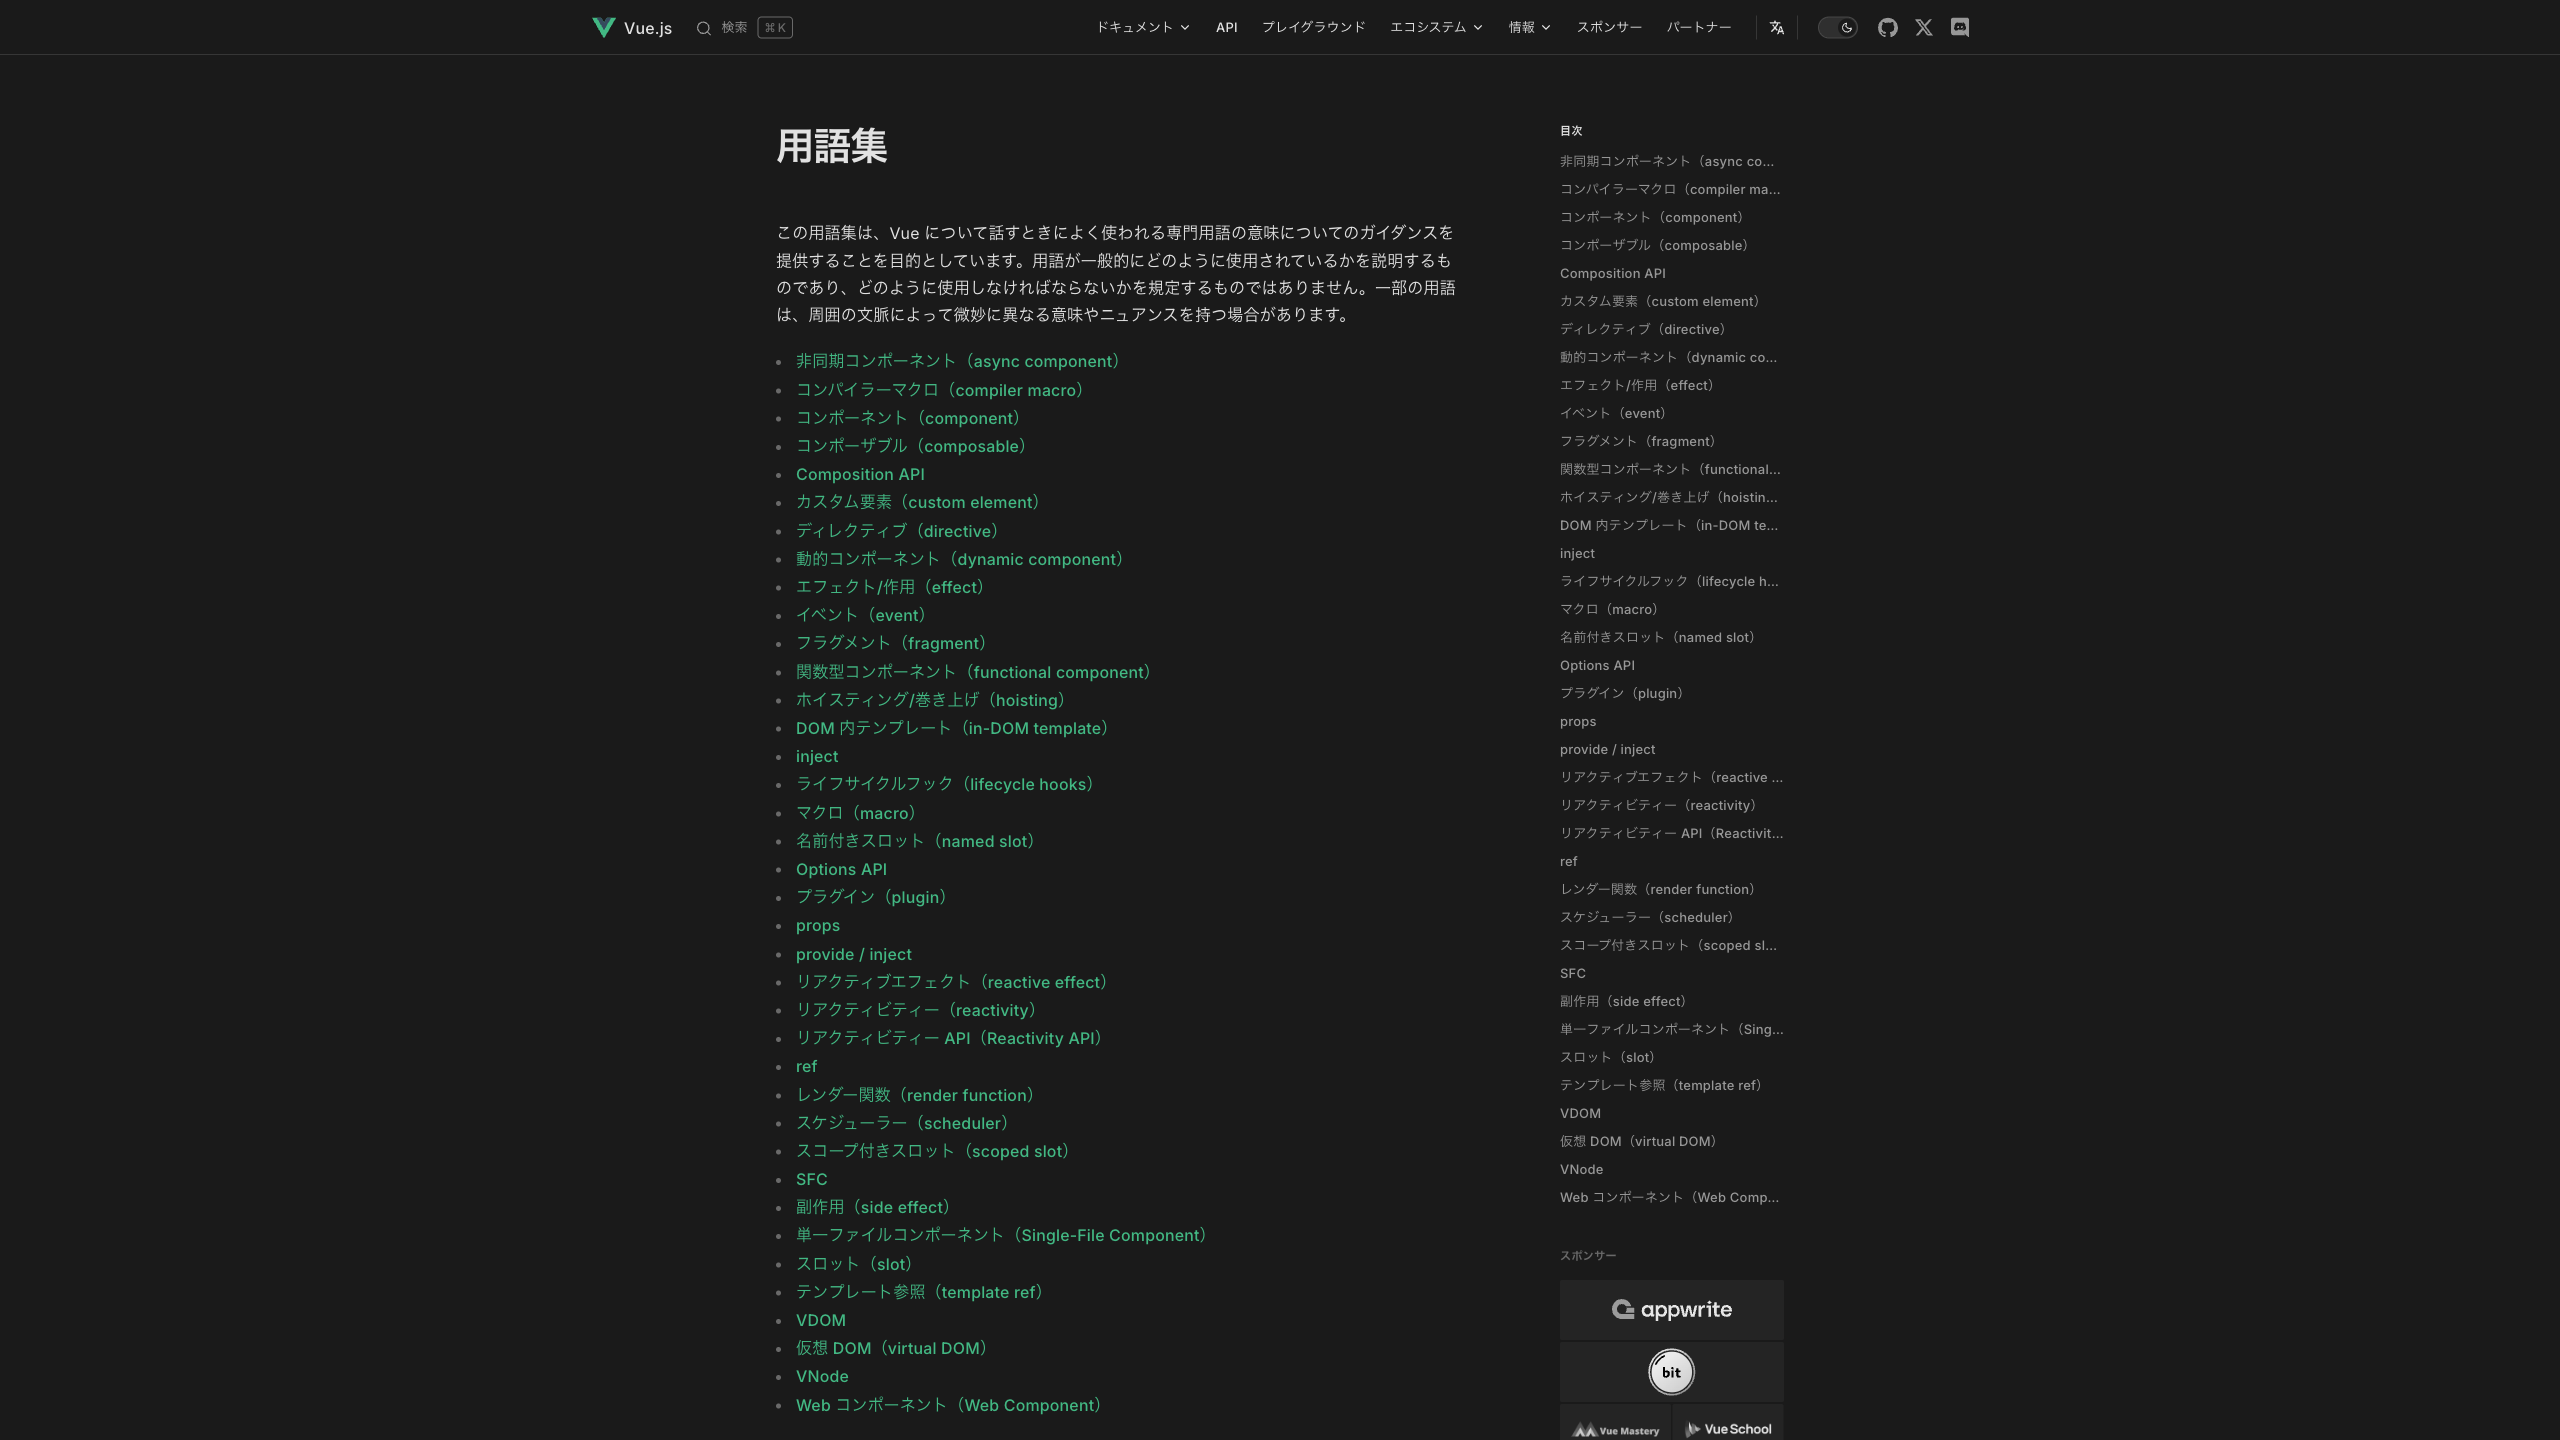 Vue.js
検索
⌘ K
ドキュメント
API
プレイグラウンド
エコシステム
情報
スポンサー
パートナー
用語集
この用語集は、Vue について話すときによく使われる専門用語の意味についてのガイダンスを
提供することを目的としています。用語が一般的にどのように使用されているかを説明するも
のであり、どのように使用しなければならないかを規定するものではありません。一部の用語
は、周囲の文脈によって微妙に異なる意味やニュアンスを持つ場合があります。
非同期コンポーネント（async component）
コンパイラーマクロ（compiler macro）
コンポーネント（component）
コンポーザブル（composable）
Composition API
カスタム要素（custom element）
ディレクティブ（directive）
動的コンポーネント（dynamic component）
エフェクト/作用（effect）
イベント（event）
フラグメント（fragment）
関数型コンポーネント（functional component）
ホイスティング/巻き上げ（hoisting）
DOM 内テンプレート（in-DOM template）
inject
ライフサイクルフック（lifecycle hooks）
マクロ（macro）
名前付きスロット（named slot）
Options API
プラグイン（plugin）
props
provide / inject
リアクティブエフェクト（reactive effect）
リアクティビティー（reactivity）
リアクティビティー API（Reactivity API）
ref
レンダー関数（render function）
スケジューラー（scheduler）
スコープ付きスロット（scoped slot）
SFC
副作用（side effect）
単一ファイルコンポーネント（Single-File Component）
スロット（slot）
テンプレート参照（template ref）
VDOM
仮想 DOM（virtual DOM）
VNode
Web コンポーネント（Web Component）
目次
非同期コンポーネント（async co...
コンパイラーマクロ（compiler ma...
コンポーネント（component）
コンポーザブル（composable）
Composition API
カスタム要素（custom element）
ディレクティブ（directive）
動的コンポーネント（dynamic co...
エフェクト/作用（effect）
イベント（event）
フラグメント（fragment）
関数型コンポーネント（functional...
ホイスティング/巻き上げ（hoistin...
DOM 内テンプレート（in-DOM te...
inject
ライフサイクルフック（lifecycle h...
マクロ（macro）
名前付きスロット（named slot）
Options API
プラグイン（plugin）
props
provide / inject
リアクティブエフェクト（reactive ...
リアクティビティー（reactivity）
リアクティビティー API（Reactivit...
ref
レンダー関数（render function）
スケジューラー（scheduler）
スコープ付きスロット（scoped sl...
SFC
副作用（side effect）
単一ファイルコンポーネント（Sing...
スロット（slot）
テンプレート参照（template ref）
VDOM
仮想 DOM（virtual DOM）
VNode
Web コンポーネント（Web Comp...
スポンサー
appwrite
bit
Vue Mastery
Vue School